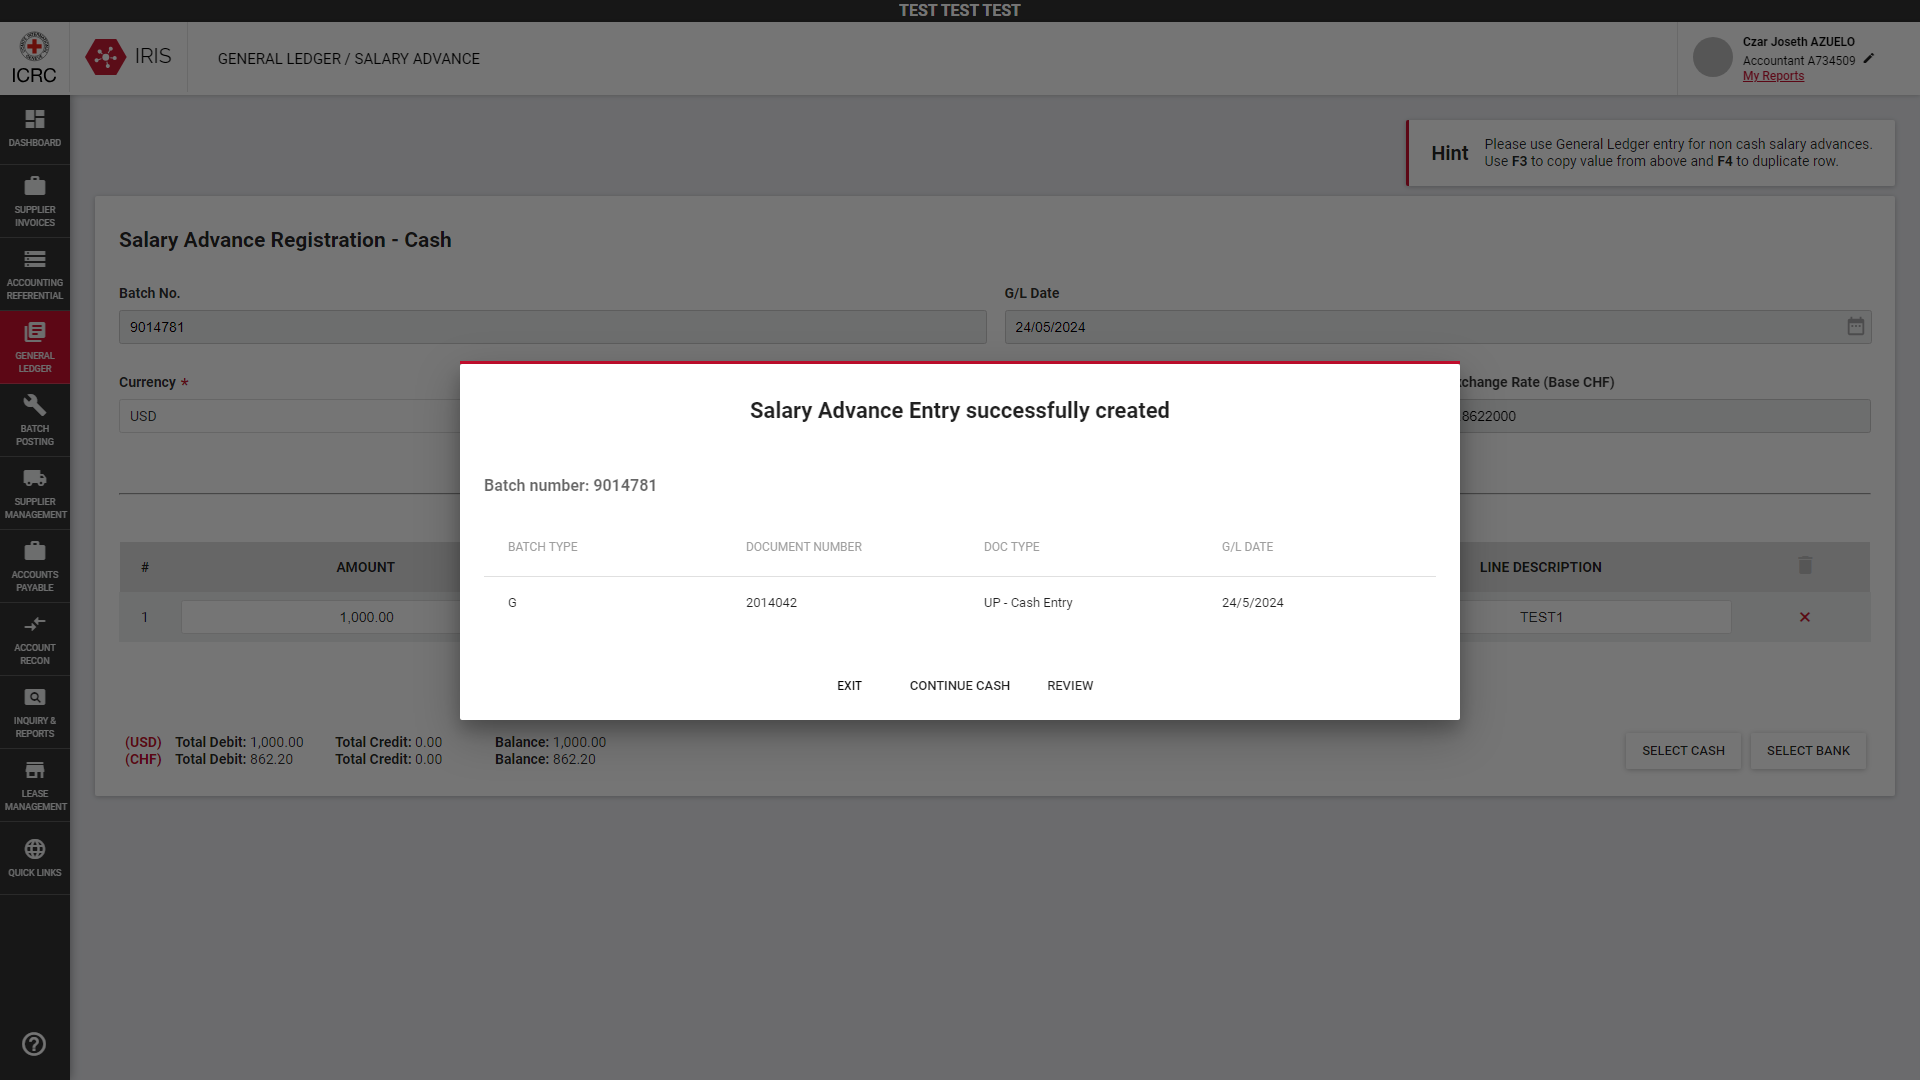 TEST TEST TEST
ICRC
IRIS
GENERAL LEDGER / SALARY ADVANCE
Czar Joseth AZUELO
Accountant A734509
My Reports
DASHBOARD
SUPPLIER
INVOICES
ACCOUNTING
REFERENTIAL
GENERAL
LEDGER
BATCH
POSTING
SUPPLIER
MANAGEMENT
ACCOUNTS
PAYABLE
ACCOUNT
RECON
INQUIRY &
REPORTS
LEASE
MANAGEMENT
QUICK LINKS
Hint
Please use General Ledger entry for non cash salary advances.
Use F3 to copy value from above and F4 to duplicate row.
Salary Advance Registration - Cash
Batch No.
G/L Date
9014781
24/05/2024
Currency *
change Rate (Base CHF)
USD
8622000
Salary Advance Entry successfully created
Batch number: 9014781
BATCH TYPE DOCUMENT NUMBER DOC TYPE G/L DATE
G 2014042 UP - Cash Entry 24/5/2024
EXIT CONTINUE CASH REVIEW
# AMOUNT LINE DESCRIPTION
1 1,000.00 TEST1
(USD) Total Debit: 1,000.00 Total Credit: 0.00 Balance: 1,000.00
(CHF) Total Debit: 862.20 Total Credit: 0.00 Balance: 862.20
SELECT CASH SELECT BANK